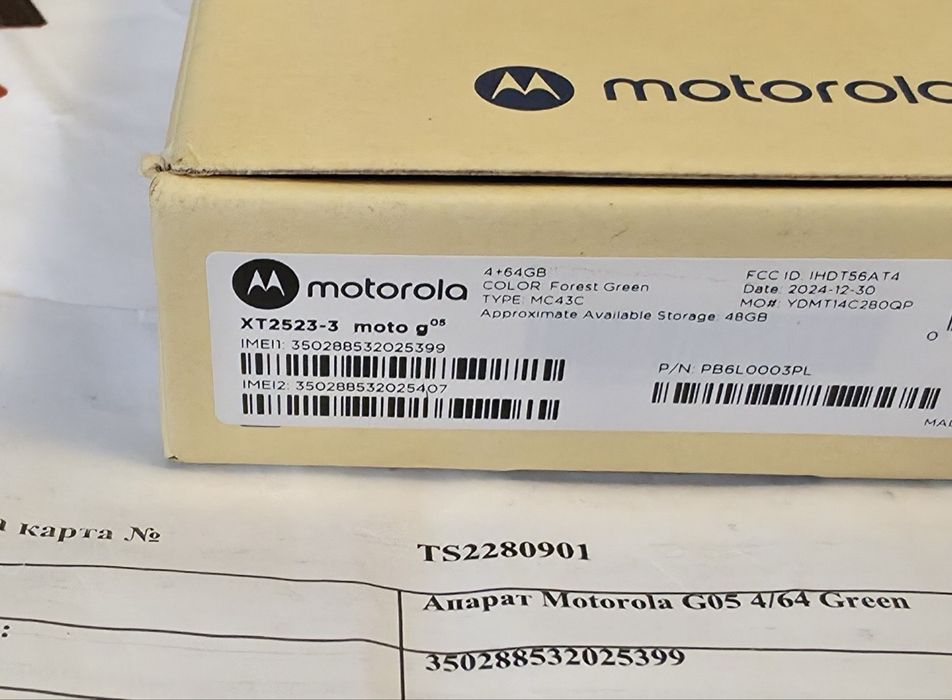 motorola
motorola
4+64GB
COLOR: Forest Green
TYPE: MC43C
Approximate Available Storage: 48GB
FCC ID: IHDT56AT4
Date: 2024-12-30
MO#: YDMT14C280QP
XT2523-3 moto g05
IMEI1: 350288532025399
IMEI2: 350288532025407
P/N: PB6L0003PL
карта №
TS2280901
Апарат Motorola G05 4/64 Green
:
350288532025399